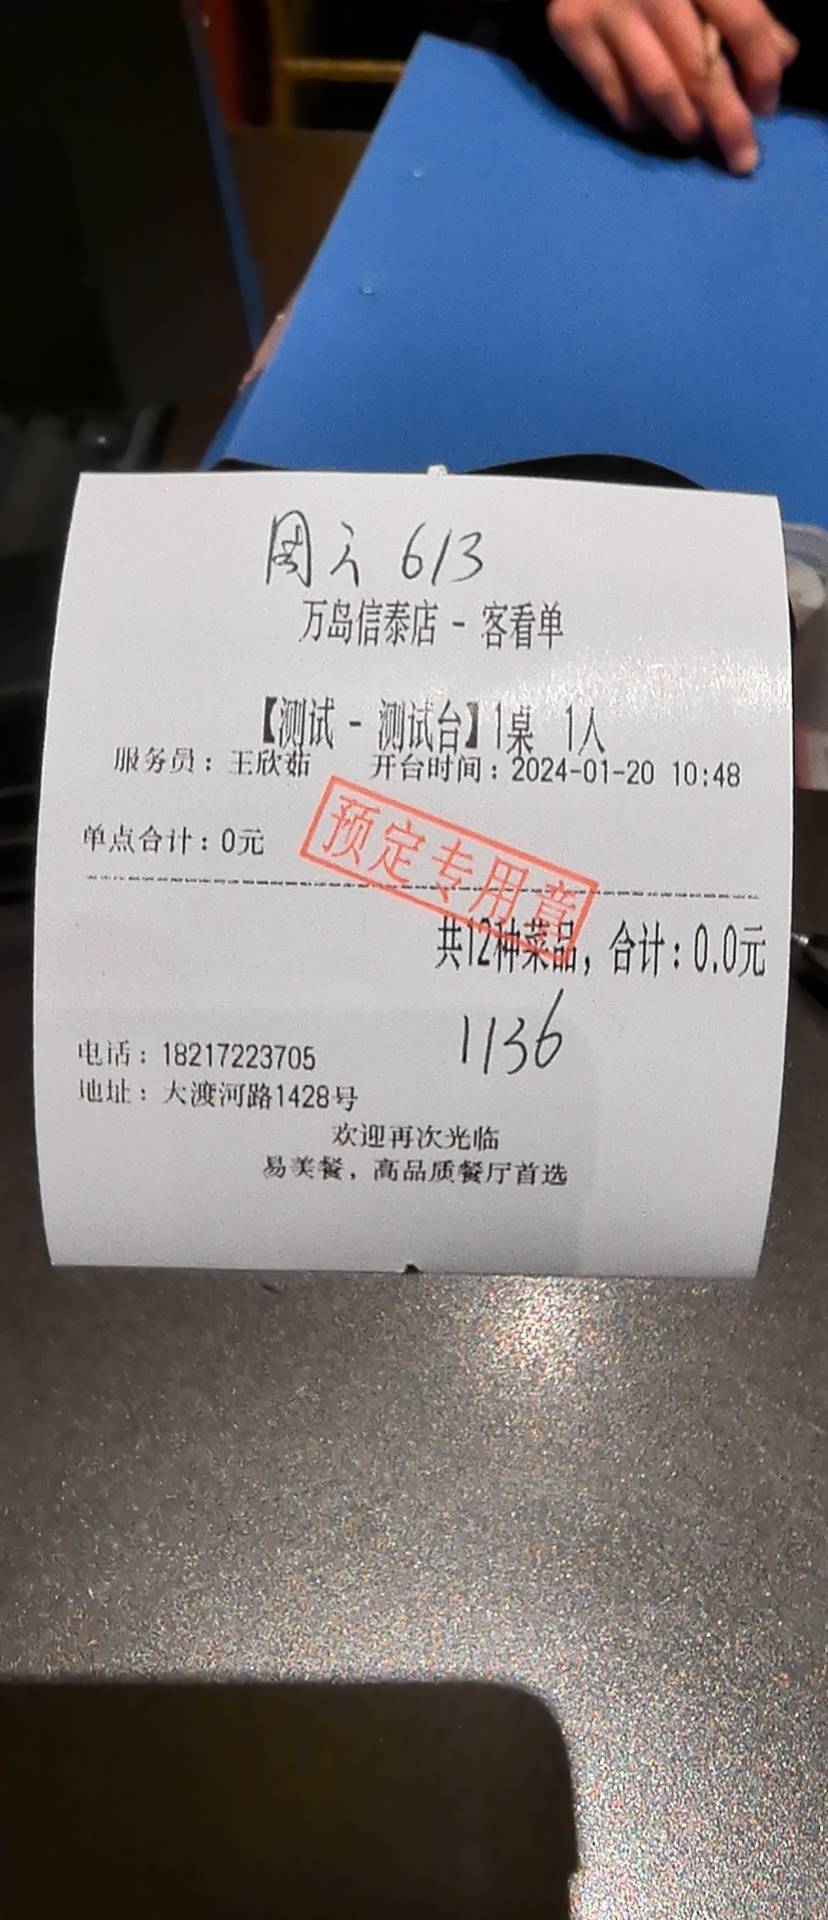 周六 613
万岛信泰店 - 客看单
【测试 - 测试台】1桌 1人
服务员：王欣茹 开台时间：2024-01-20 10:48
单点合计：0元
预定专用章
共12种菜品，合计：0.0元
1136
电话：18217223705
地址：大渡河路1428号
欢迎再次光临
易美餐，高品质餐厅首选